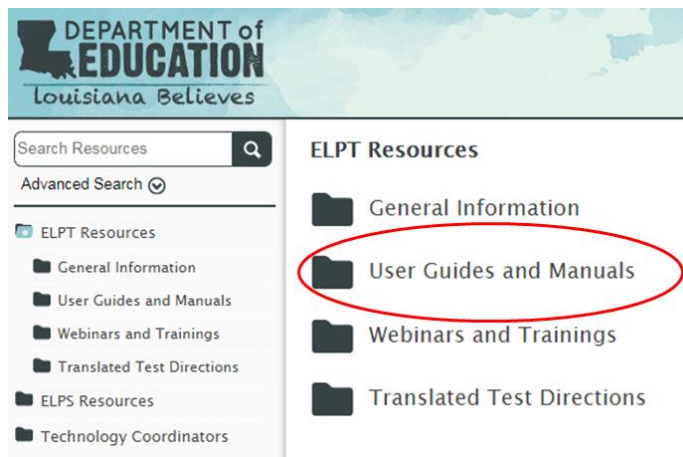 DEPARTMENT of
EDUCATION
Louisiana Believes
Search Resources
Advanced Search
ELPT Resources
General Information
User Guides and Manuals
Webinars and Trainings
Translated Test Directions
ELPS Resources
Technology Coordinators
ELPT Resources
General Information
User Guides and Manuals
Webinars and Trainings
Translated Test Directions